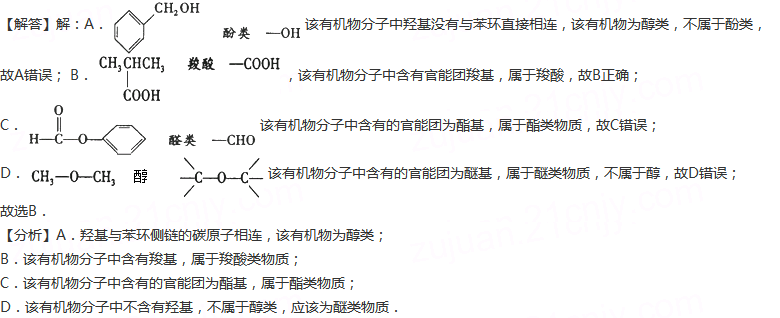 【解答】解：A． CH₂OH 酚类 —OH 该有机物分子中羟基没有与苯环直接相连，该有机物为醇类，不属于酚类，
故A错误； B． CH₃CHCH₃ COOH 羧酸 —COOH ，该有机物分子中含有官能团羧基，属于羧酸，故B正确；
C． O H—C—O— 醛类 —CHO 该有机物分子中含有的官能团为酯基，属于酯类物质，故C错误；
D． CH₃—O—CH₃ 醇 —C—O—C— 该有机物分子中含有的官能团为醚基，属于醚类物质，不属于醇，故D错误；
故选B．
【分析】A．羟基与苯环侧链的碳原子相连，该有机物为醇类；
B．该有机物分子中含有羧基，属于羧酸类物质；
C．该有机物分子中含有的官能团为酯基，属于酯类物质；
D．该有机物分子中不含有羟基，不属于醇类，应该为醚类物质．